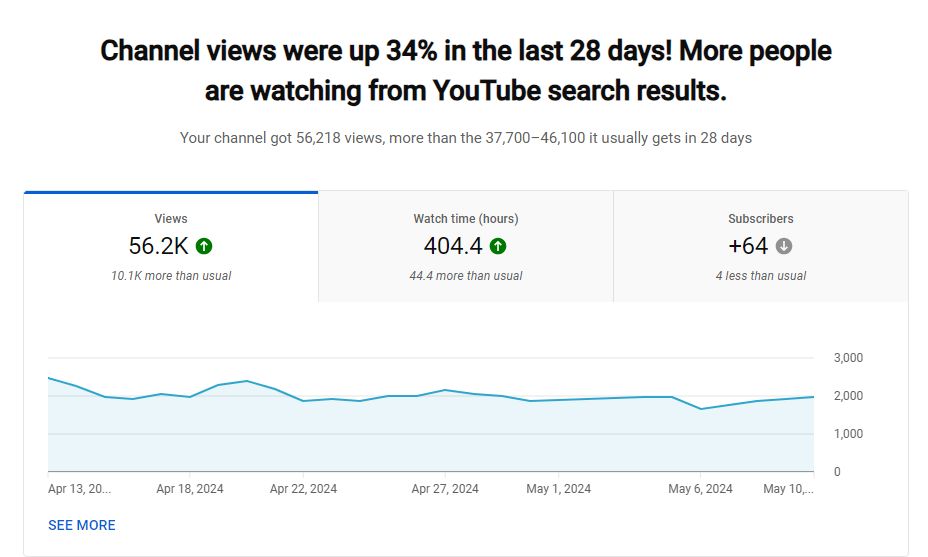 Channel views were up 34% in the last 28 days! More people
are watching from YouTube search results.
Your channel got 56,218 views, more than the 37,700–46,100 it usually gets in 28 days
Views
56.2K
10.1K more than usual
Watch time (hours)
404.4
44.4 more than usual
Subscribers
+64
4 less than usual
3,000
2,000
1,000
0
Apr 13, 20...
Apr 18, 2024
Apr 22, 2024
Apr 27, 2024
May 1, 2024
May 6, 2024
May 10,...
SEE MORE